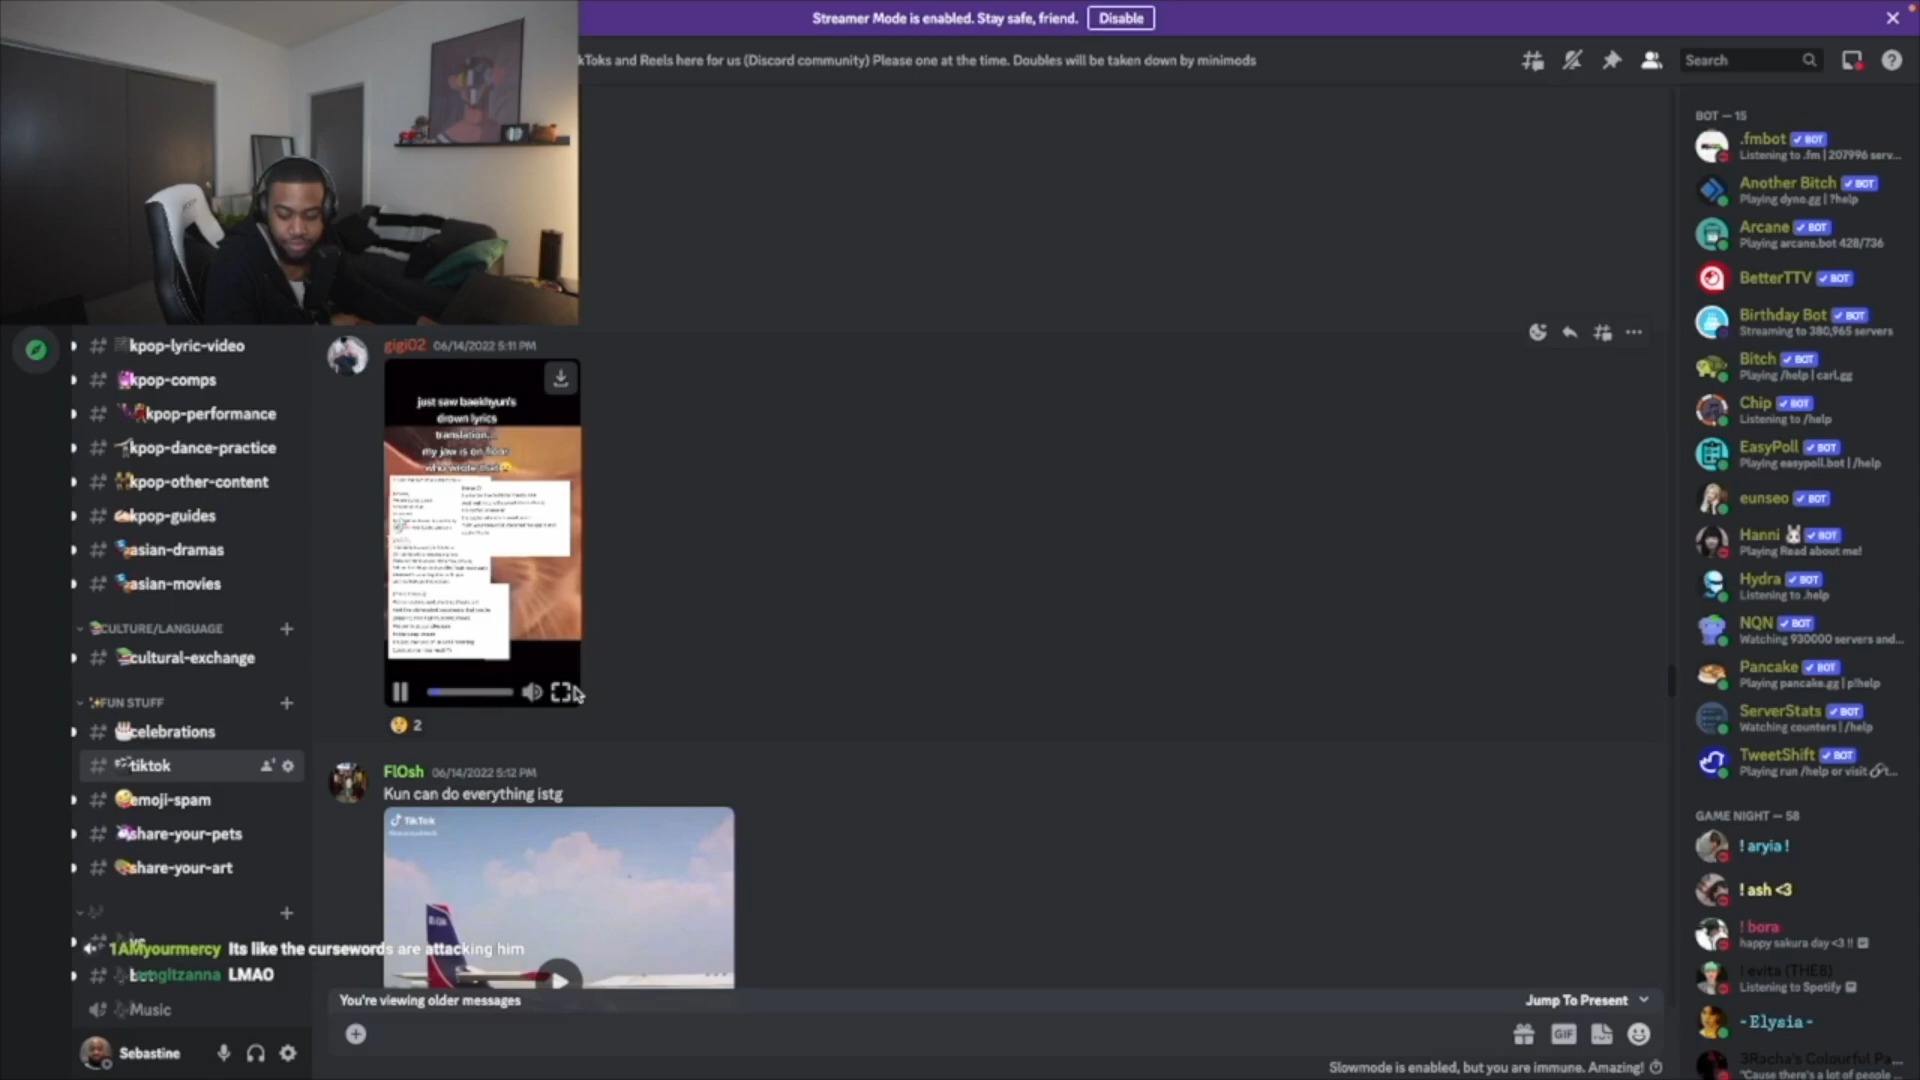 Streamer Mode is enabled. Stay safe, friend.
Disable
kToks and Reels here for us (Discord community) Please one at the time. Doubles will be taken down by minimods
Search
kpop-lyric-video
kpop-comps
kpop-performance
kpop-dance-practice
kpop-other-content
kpop-guides
asian-dramas
asian-movies
CULTURE/LANGUAGE
cultural-exchange
FUN STUFF
celebrations
tiktok
emoji-spam
share-your-pets
share-your-art
1AMyourmercy Its like the cursewords are attacking him
LMAO
Music
Sebastine
gigi02 06/14/2022 5:11 PM
just saw baekhyun's
drown lyrics
translation...
my jaw is on floor
who wrote that
2
FlOsh 06/14/2022 5:12 PM
Kun can do everything istg
TikTok
You're viewing older messages
Jump To Present
GIF
Slowmode is enabled, but you are immune. Amazing!
BOT — 15
.fmbot BOT
Listening to .fm | 207996 serv...
Another Bitch BOT
Playing dyno.gg | ?help
Arcane BOT
Playing arcane.bot 428/736
BetterTTV BOT
Birthday Bot BOT
Streaming to 380,965 servers
Bitch BOT
Playing /help | carl.gg
Chip BOT
Listening to /help
EasyPoll BOT
Playing easypoll.bot | /help
eunseo BOT
Hanni BOT
Playing Read about me!
Hydra BOT
Listening to .help
NQN BOT
Watching 930000 servers and...
Pancake BOT
Playing pancake.gg | p!help
ServerStats BOT
Watching counters | /help
TweetShift BOT
Playing run /help or visit t...
GAME NIGHT — 58
! aryia !
! ash <3
! bora
happy sakura day <3 !!
! evita (THE8)
Listening to Spotify
-Elysia-
3Racha's Colourful Pa...
"Cause there's a lot of people ...